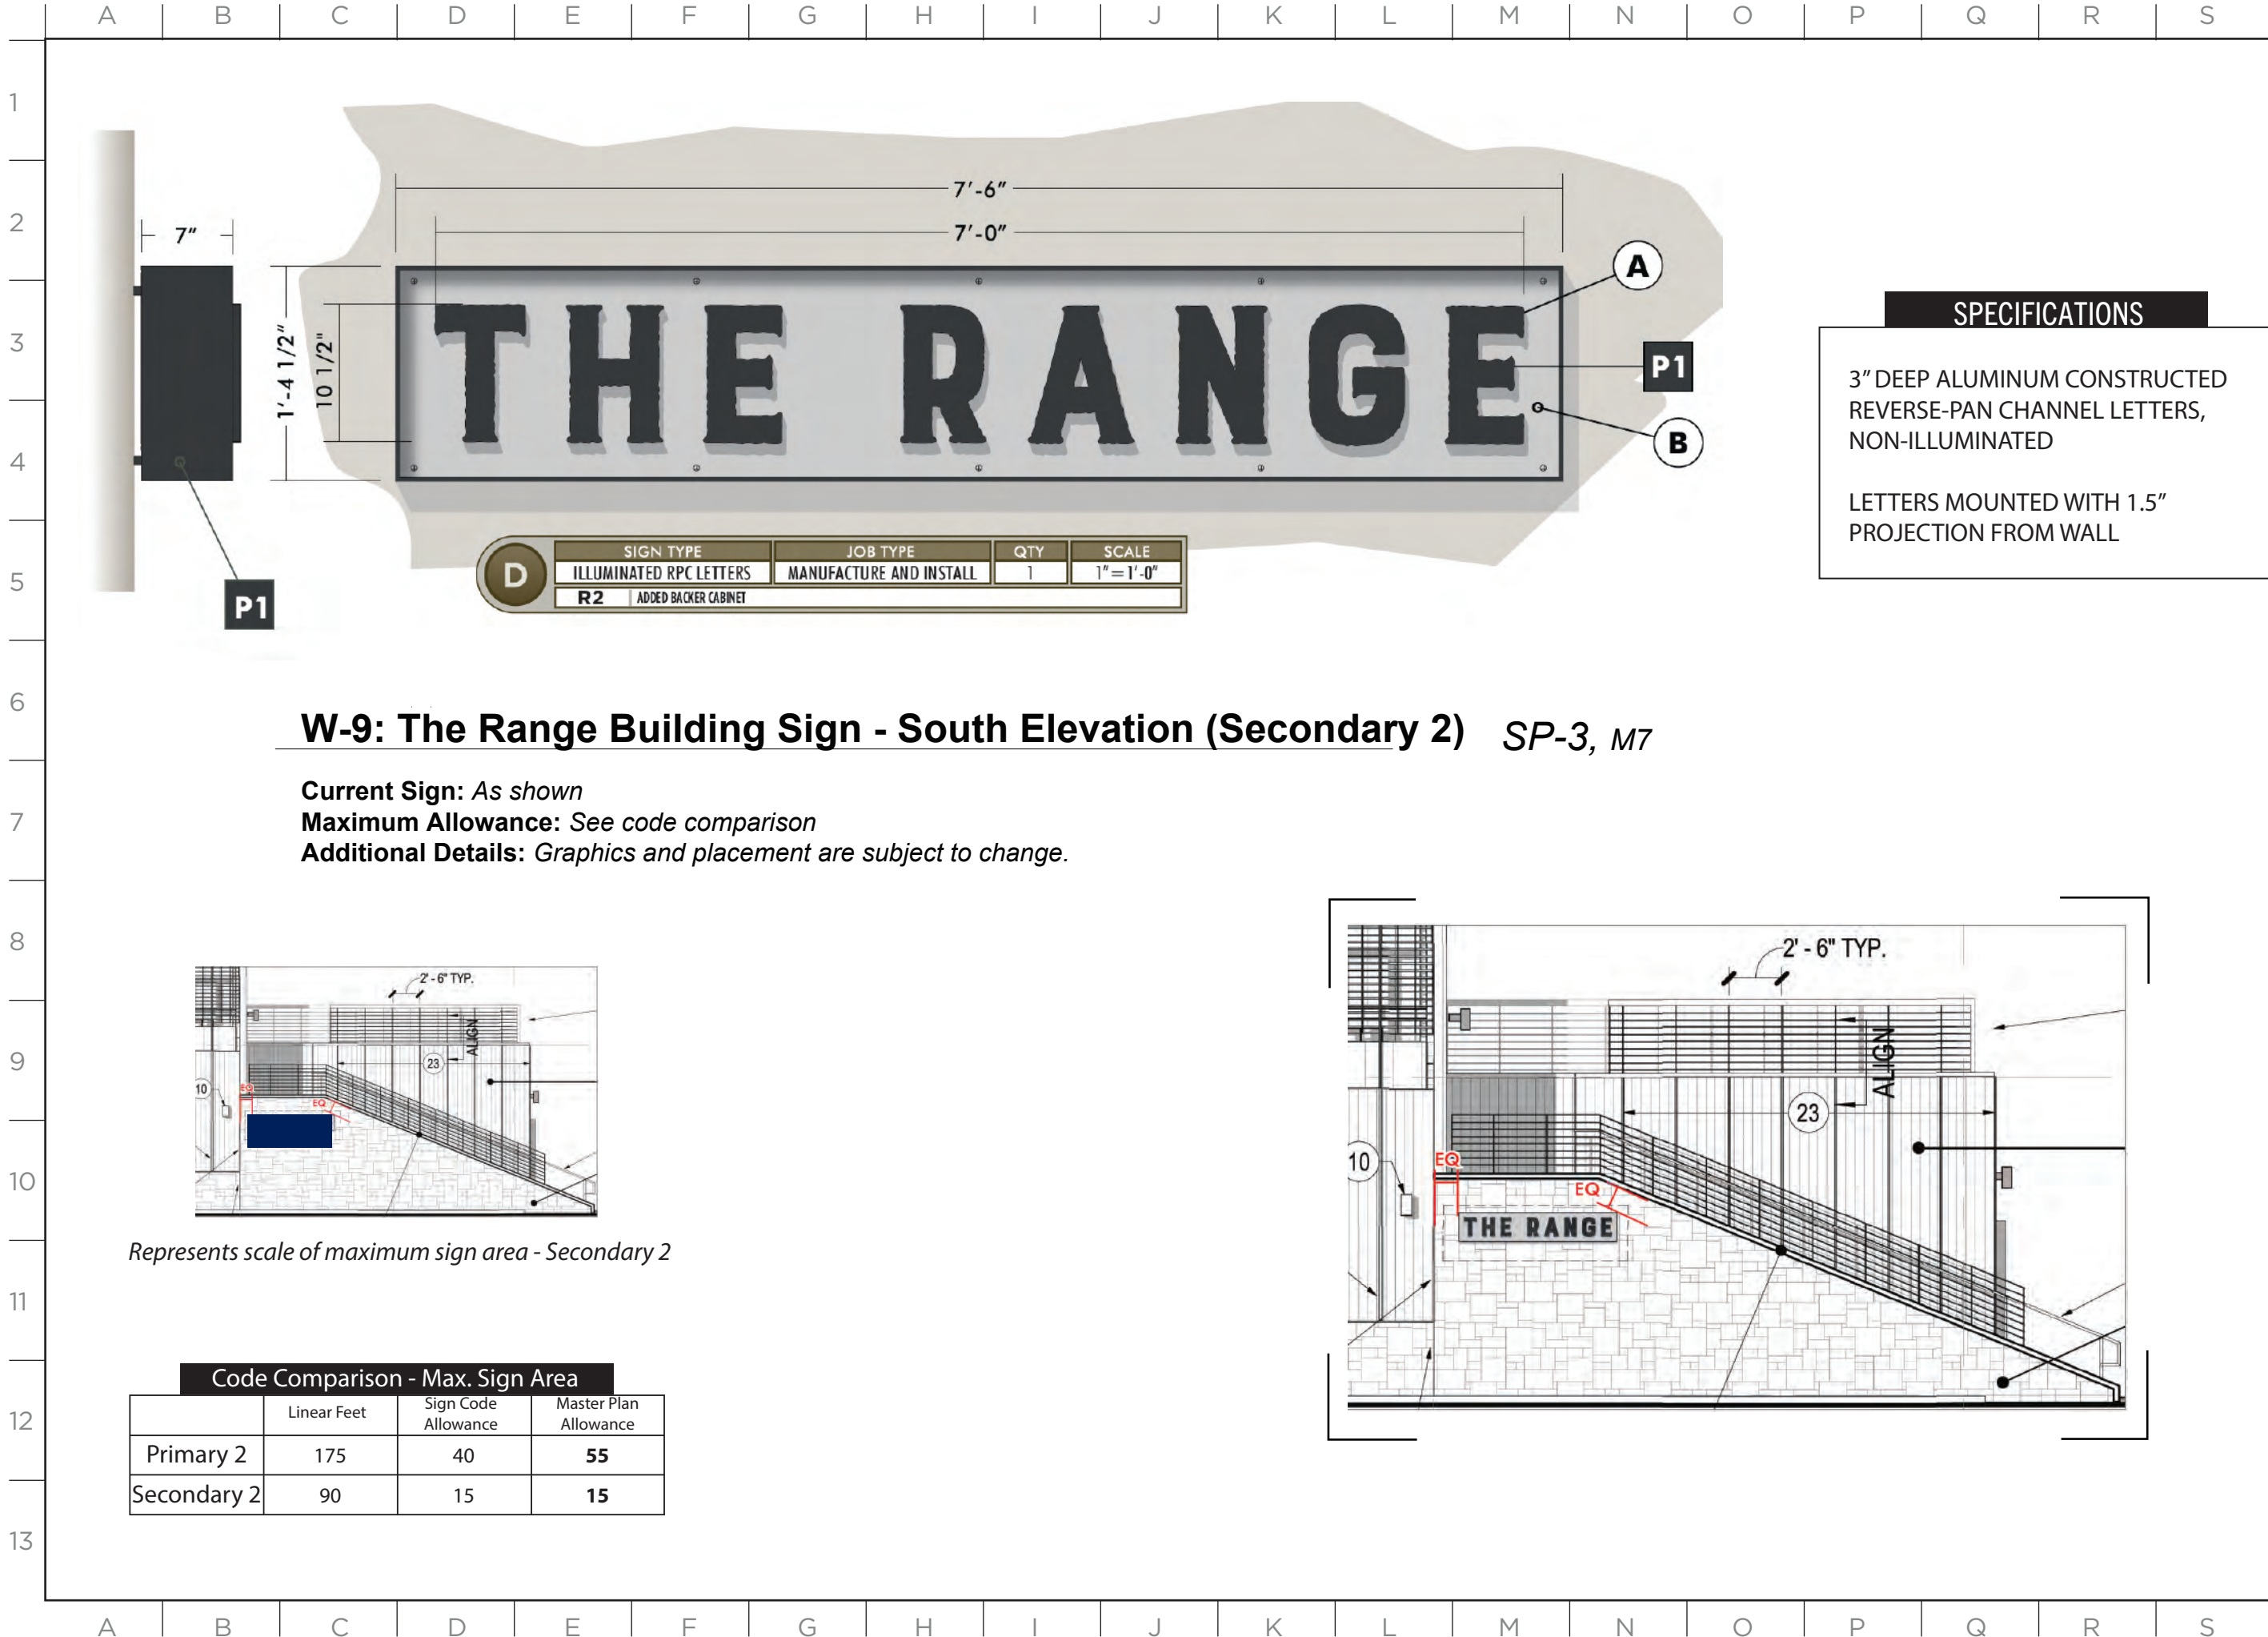 A B C D E F G H I J K L M N O P Q R S
1
2
3
4
5
6
7
8
9
10
11
12
13
7'-6"
7'-0"
7"
1'-4 1/2"
10 1/2"
THE RANGE
A
P1
B
P1
D
SIGN TYPE JOB TYPE QTY SCALE
ILLUMINATED RPC LETTERS MANUFACTURE AND INSTALL 1 1"=1'-0"
R2 ADDED BACKER CABINET
SPECIFICATIONS
3" DEEP ALUMINUM CONSTRUCTED
REVERSE-PAN CHANNEL LETTERS,
NON-ILLUMINATED
LETTERS MOUNTED WITH 1.5"
PROJECTION FROM WALL
W-9: The Range Building Sign - South Elevation (Secondary 2) SP-3, M7
Current Sign: As shown
Maximum Allowance: See code comparison
Additional Details: Graphics and placement are subject to change.
2'-6" TYP.
ALIGN
23
10
EQ
EQ
Represents scale of maximum sign area - Secondary 2
2' - 6" TYP.
ALIGN
23
10
EQ
EQ
THE RANGE
Code Comparison - Max. Sign Area
Linear Feet Sign Code Allowance Master Plan Allowance
Primary 2 175 40 55
Secondary 2 90 15 15
A B C D E F G H I J K L M N O P Q R S